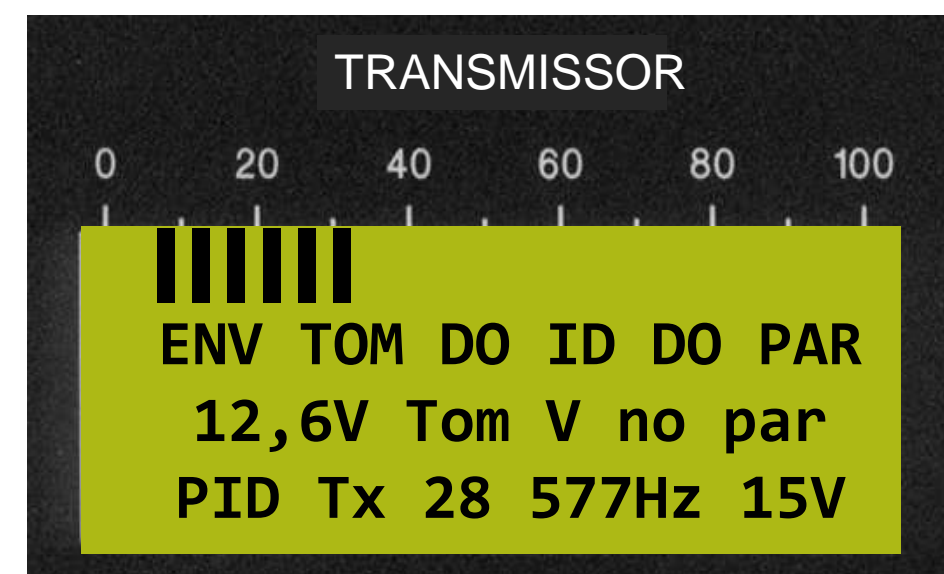 TRANSMISSOR
0 20 40 60 80 100
ENV TOM DO ID DO PAR
12,6V Tom V no par
PID Tx 28 577Hz 15V